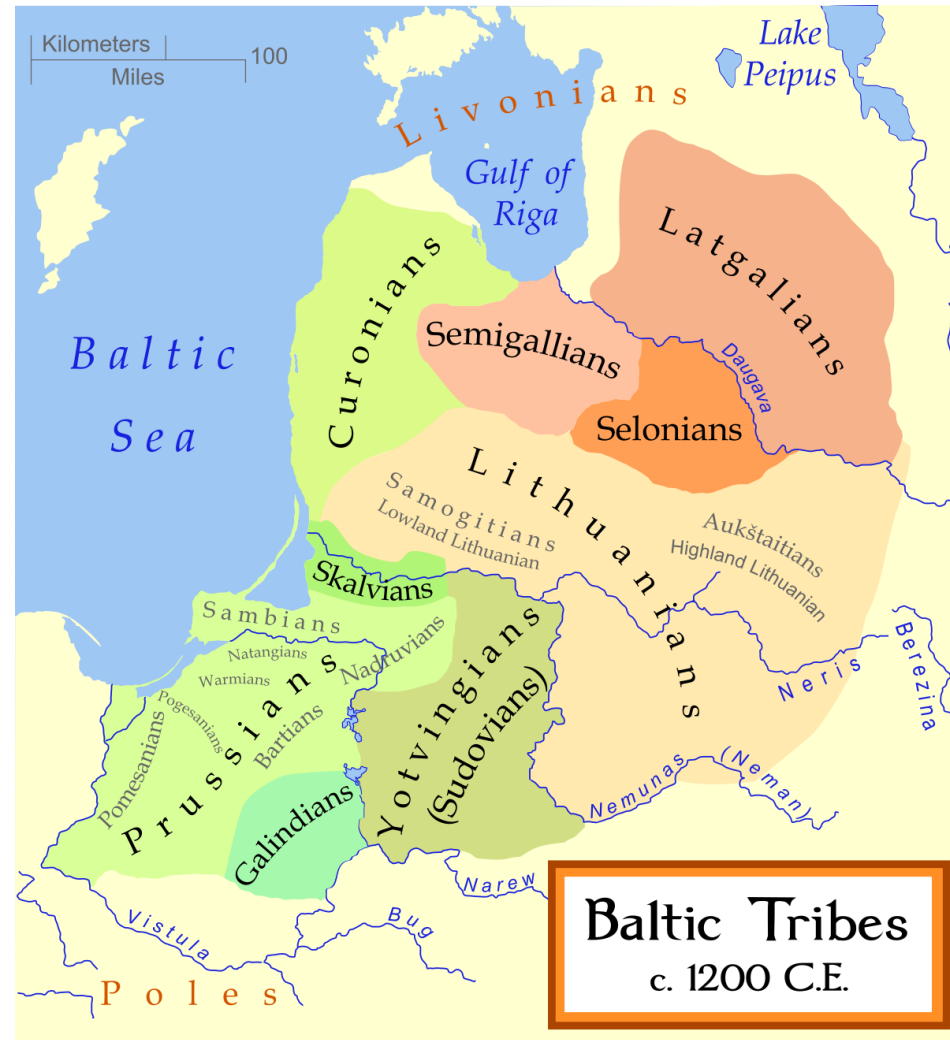 Kilometers
100
Miles
Lake
Peipus
Livonians
Gulf of
Riga
Latgalians
Curonians
Semigallians
Baltic
Sea
Daugava
Selonians
Lithuanians
Samogitians
Lowland Lithuanian
Aukštaitians
Highland Lithuanian
Skalvians
Sambians
Natangians
Nadruvians
Warmians
Prussians
Pogesanians
Bartians
Pomesanians
Yotvingians
(Sudovians)
Neris
Berezina
Nemunas
(Neman)
Galindians
Narew
Vistula
Bug
Poles
Baltic Tribes
c. 1200 C.E.